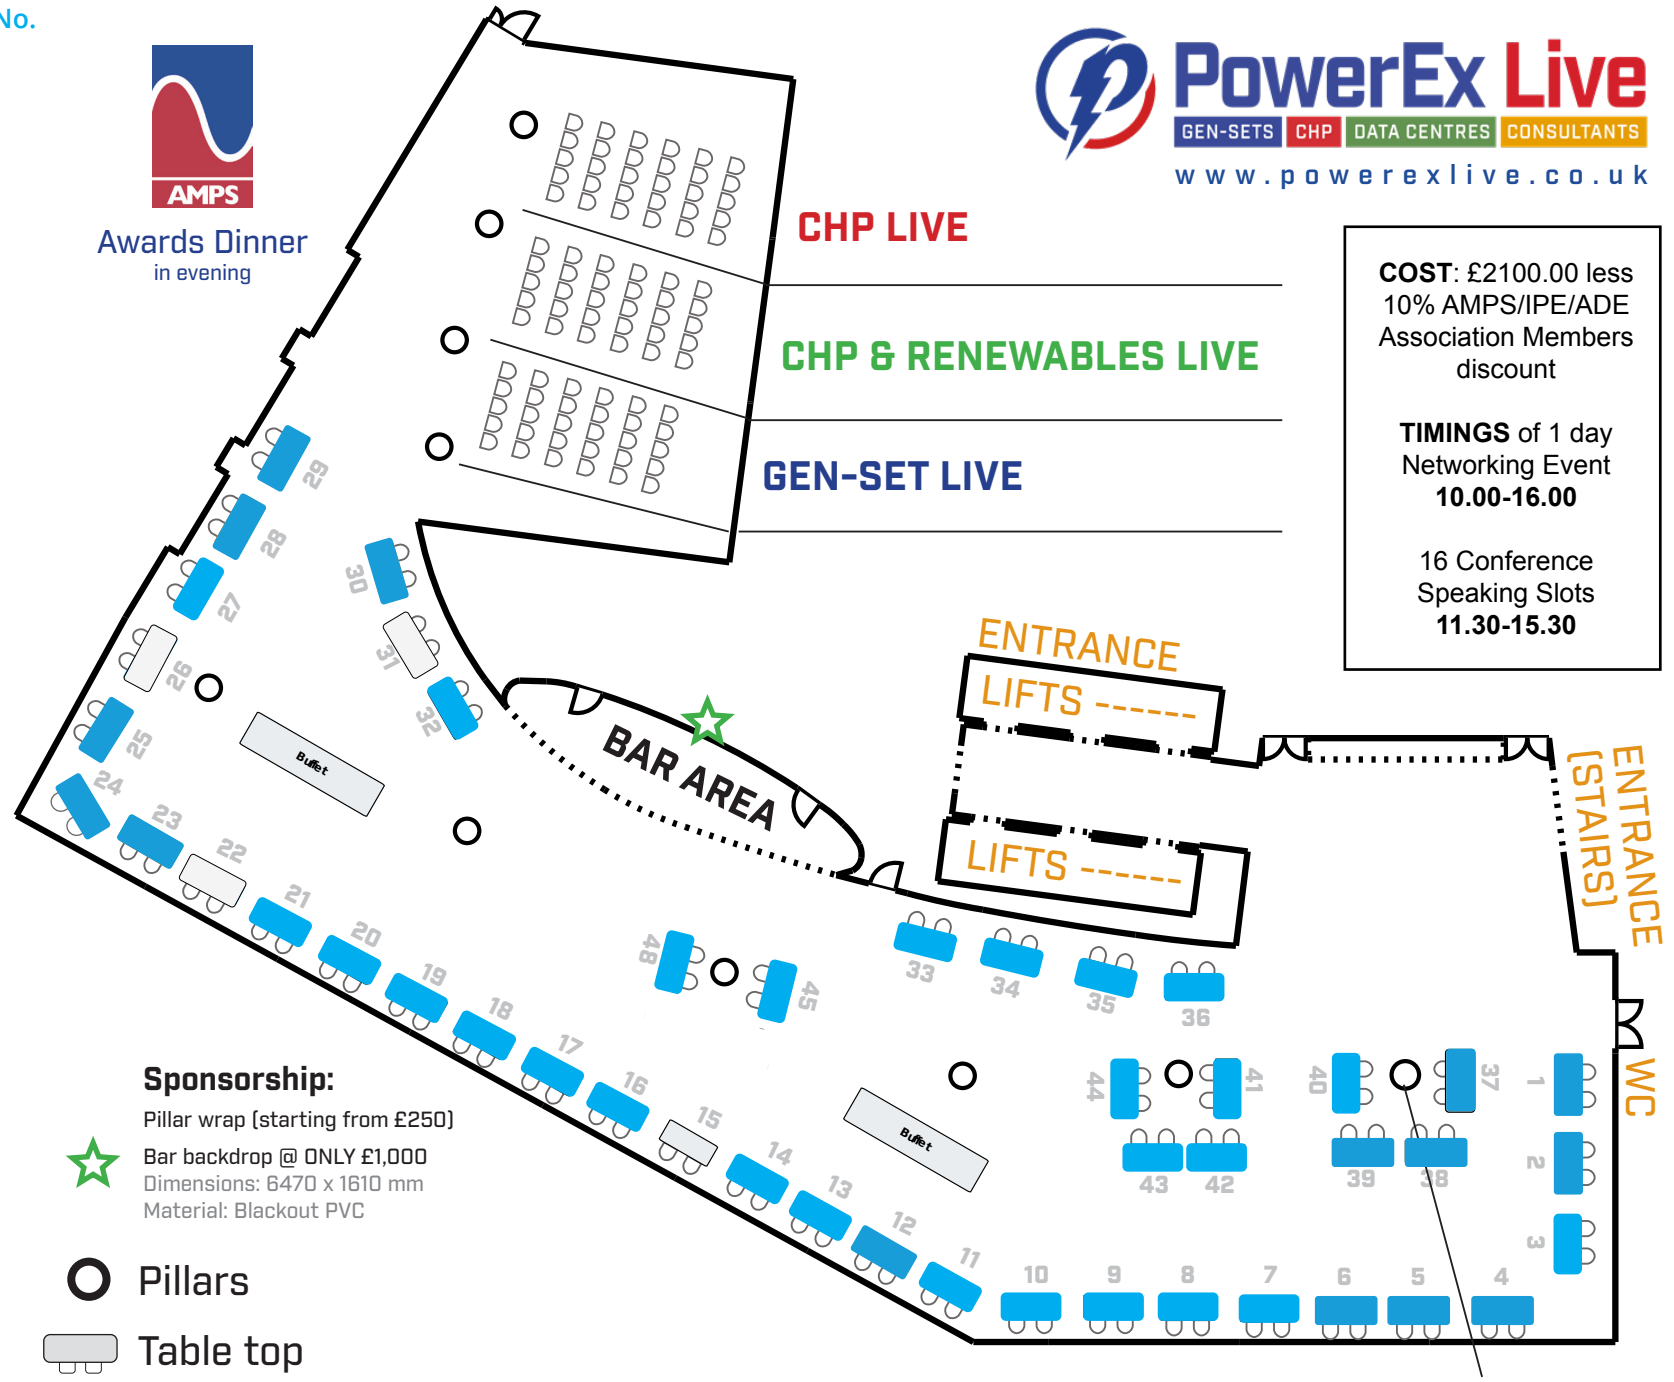 No.
AMPS
Awards Dinner
in evening
PowerEx Live
GEN-SETS CHP DATA CENTRES CONSULTANTS
www.powerexlive.co.uk
CHP LIVE
CHP & RENEWABLES LIVE
GEN-SET LIVE
COST: £2100.00 less
10% AMPS/IPE/ADE
Association Members
discount
TIMINGS of 1 day
Networking Event
10.00-16.00
16 Conference
Speaking Slots
11.30-15.30
29
28
27
26
25
24
23
22
21
20
19
18
17
16
15
14
13
12
11
10
9
8
7
6
5
4
3
2
1
30
31
32
Buffet
BAR AREA
ENTRANCE
LIFTS ------
LIFTS ------
ENTRANCE
(STAIRS)
WC
33
34
35
36
48
45
44
41
40
37
43
42
39
38
Buffet
Sponsorship:
Pillar wrap (starting from £250)
Bar backdrop @ ONLY £1,000
Dimensions: 6470 x 1610 mm
Material: Blackout PVC
Pillars
Table top